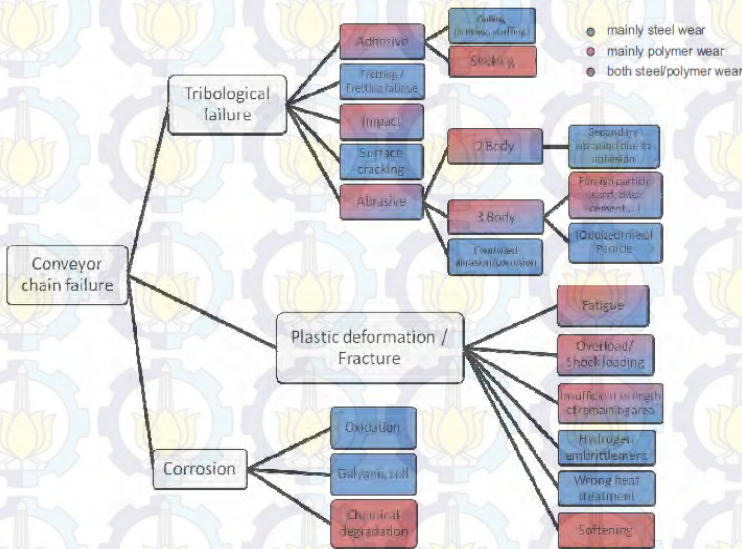 mainly steel wear
mainly polymer wear
both steel/polymer wear
Conveyor
chain failure
Tribological
failure
Adhesive
Galling
Sticking
Fretting /
Fretting fatigue
Impact
Surface
cracking
Abrasive
2 Body
Secondary
abrasion due to
adhesion
3 Body
Foreign particle
(sand, glass,
cement,...)
(Oxidized) metal
Particle
Combined
abrasion/corrosion
Plastic deformation /
Fracture
Fatigue
Overload/
Shock loading
Insufficient strength
of remaining area
Hydrogen
embrittlement
Wrong heat
treatment
Softening
Corrosion
Oxidation
Galvanic cell
Chemical
degradation